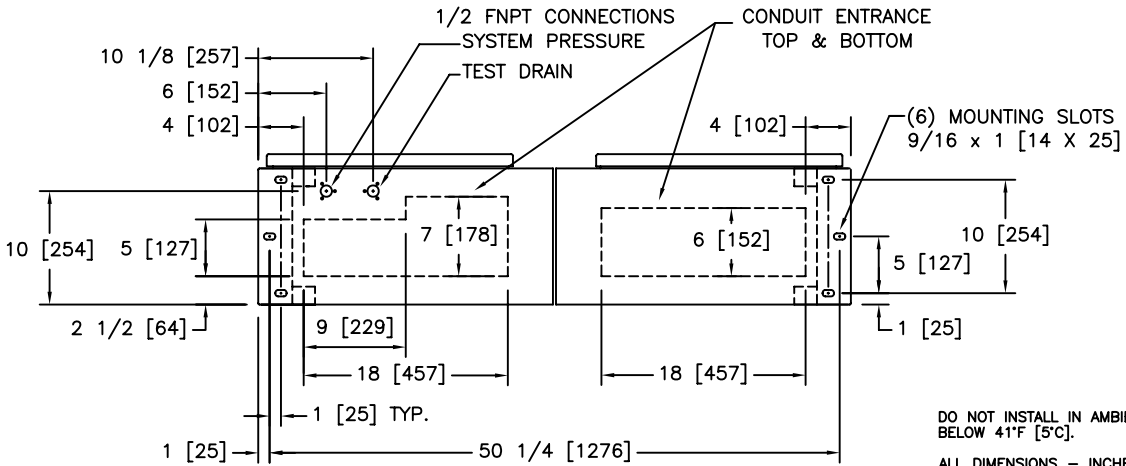 1/2 FNPT CONNECTIONS
SYSTEM PRESSURE
TEST DRAIN
CONDUIT ENTRANCE
TOP & BOTTOM
10 1/8 [257]
6 [152]
4 [102]
4 [102]
(6) MOUNTING SLOTS
9/16 x 1 [14 X 25]
10 [254]
5 [127]
7 [178]
6 [152]
10 [254]
5 [127]
2 1/2 [64]
9 [229]
1 [25]
18 [457]
18 [457]
1 [25] TYP.
1 [25]
50 1/4 [1276]
DO NOT INSTALL IN AMBIE
BELOW 41°F [5°C].
ALL DIMENSIONS – INCHE